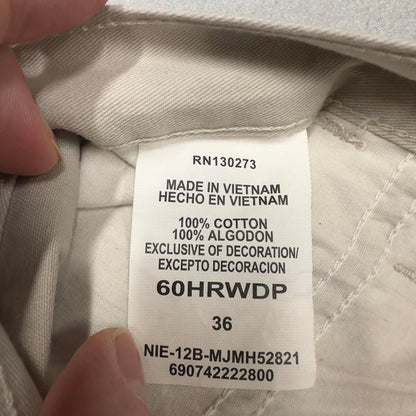 RN130273
MADE IN VIETNAM
HECHO EN VIETNAM
100% COTTON
100% ALGODON
EXCLUSIVE OF DECORATION/
EXCEPTO DECORACION
60HRWDP
36
NIE-12B-MJMH52821
690742222800